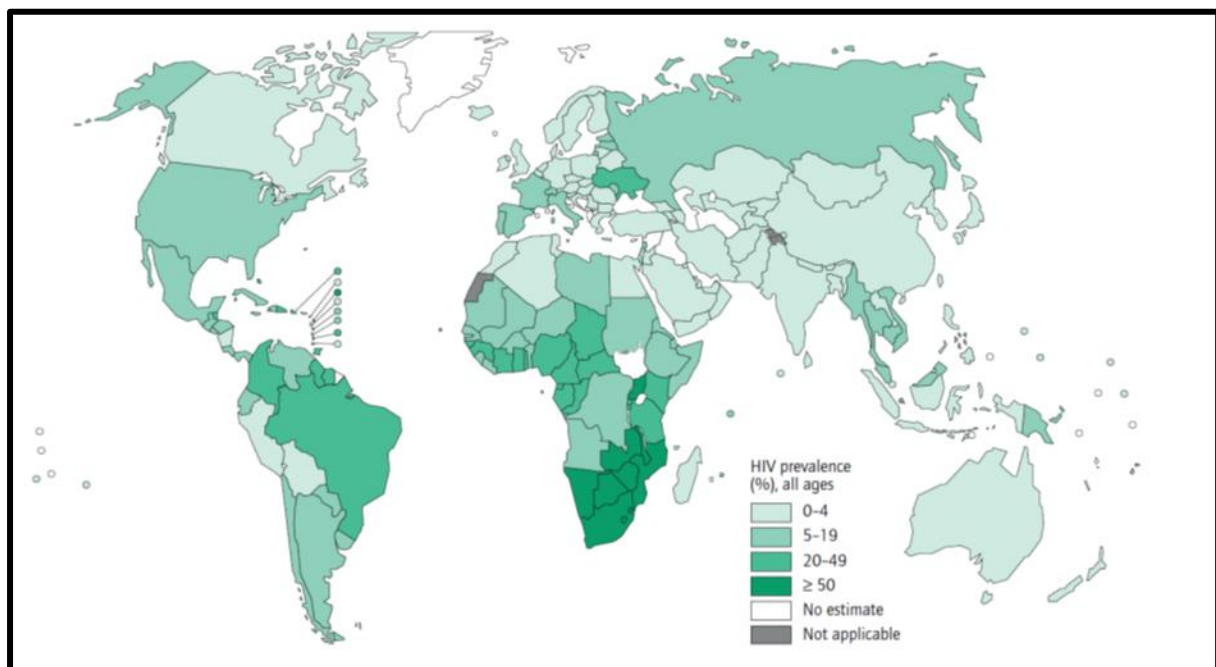 HIV prevalence
(%), all ages
0–4
5–19
20–49
≥ 50
No estimate
Not applicable